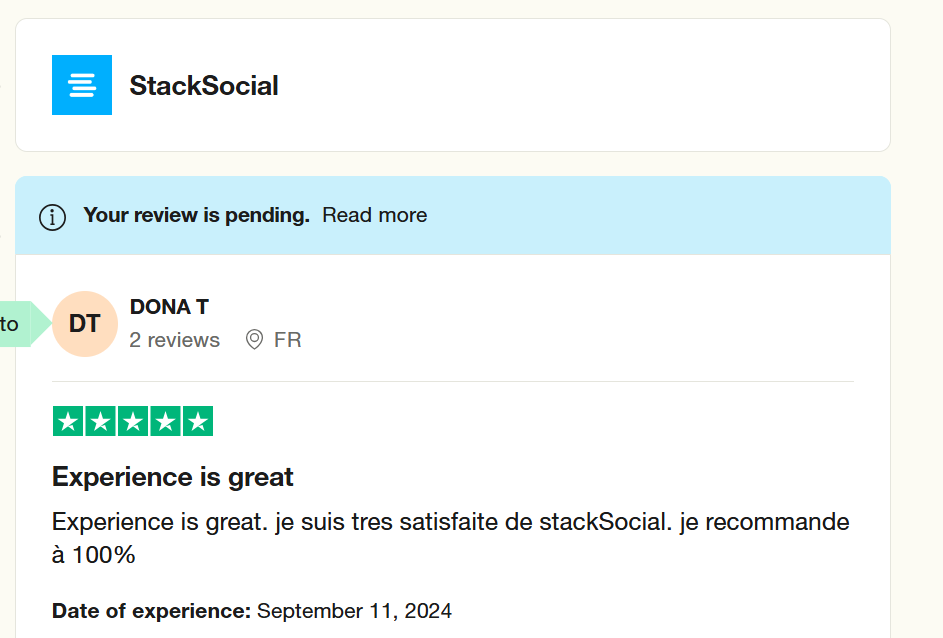 StackSocial
Your review is pending. Read more
to
DT
DONA T
2 reviews FR
Experience is great
Experience is great. je suis tres satisfaite de stackSocial. je recommande
à 100%
Date of experience: September 11, 2024